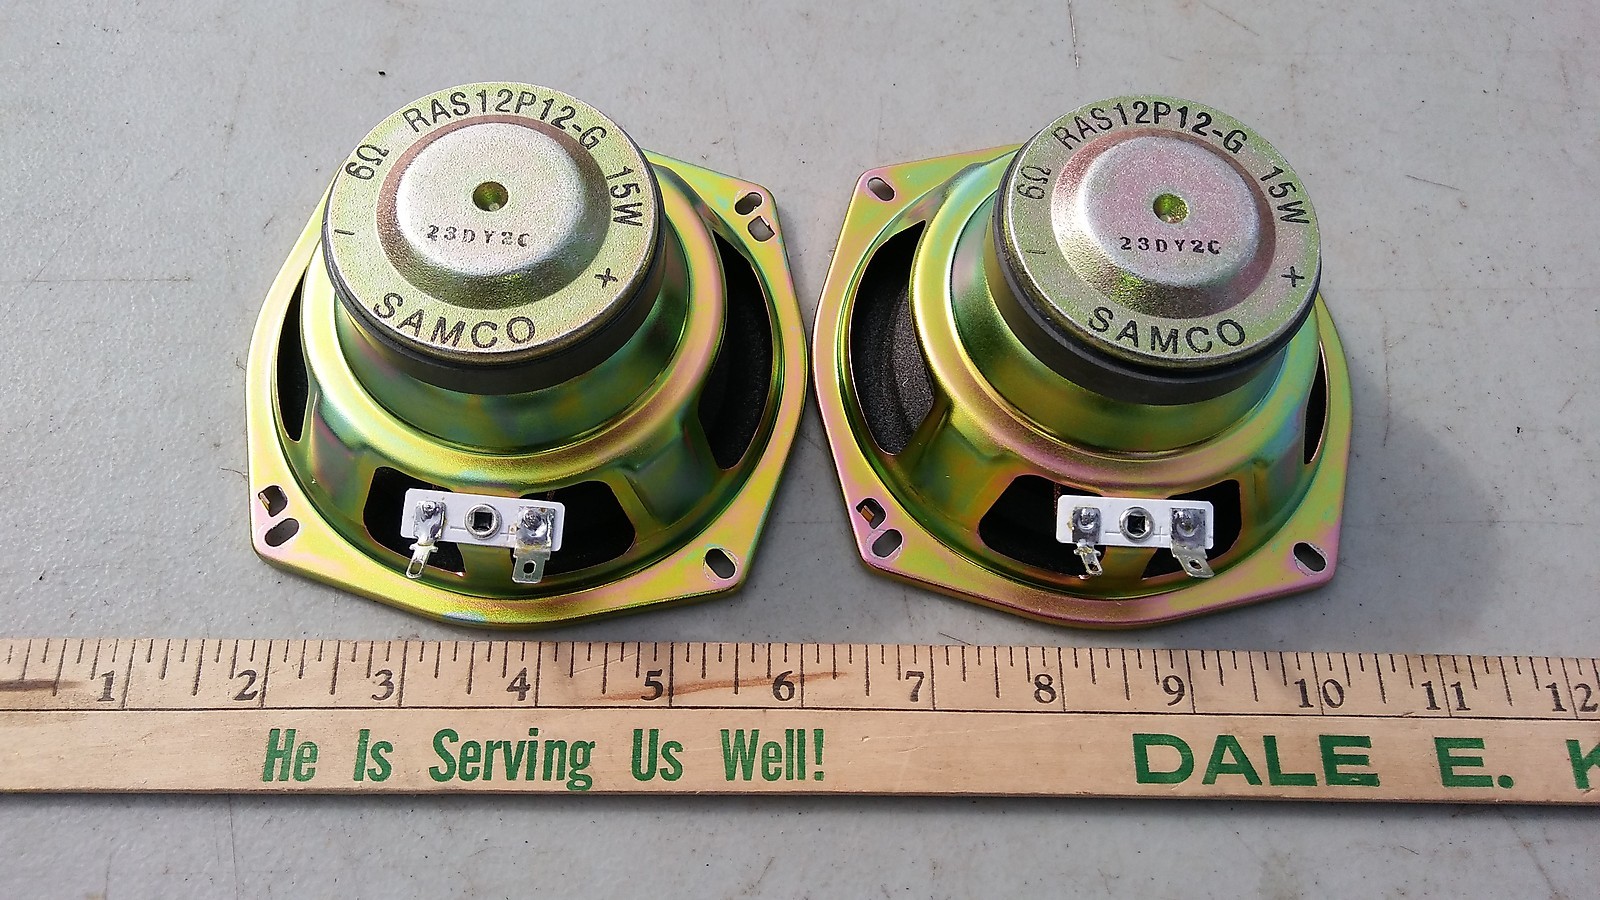 6Ω RAS12P12-G 15W
23DY2C
- +
SAMCO
6Ω RAS12P12-G 15W
23DY2C
- +
SAMCO
1 2 3 4 5 6 7 8 9 10 11 12
He Is Serving Us Well! DALE E. K